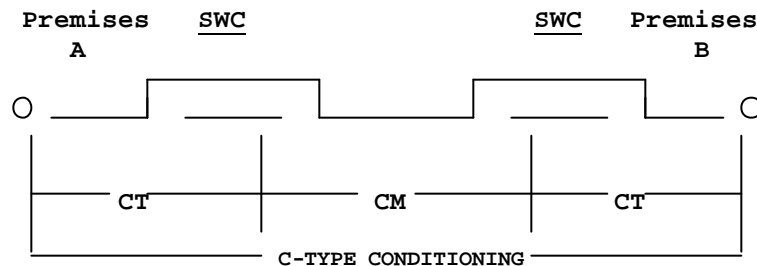 Premises SWC SWC Premises
A B
CT CM CT
C-TYPE CONDITIONING